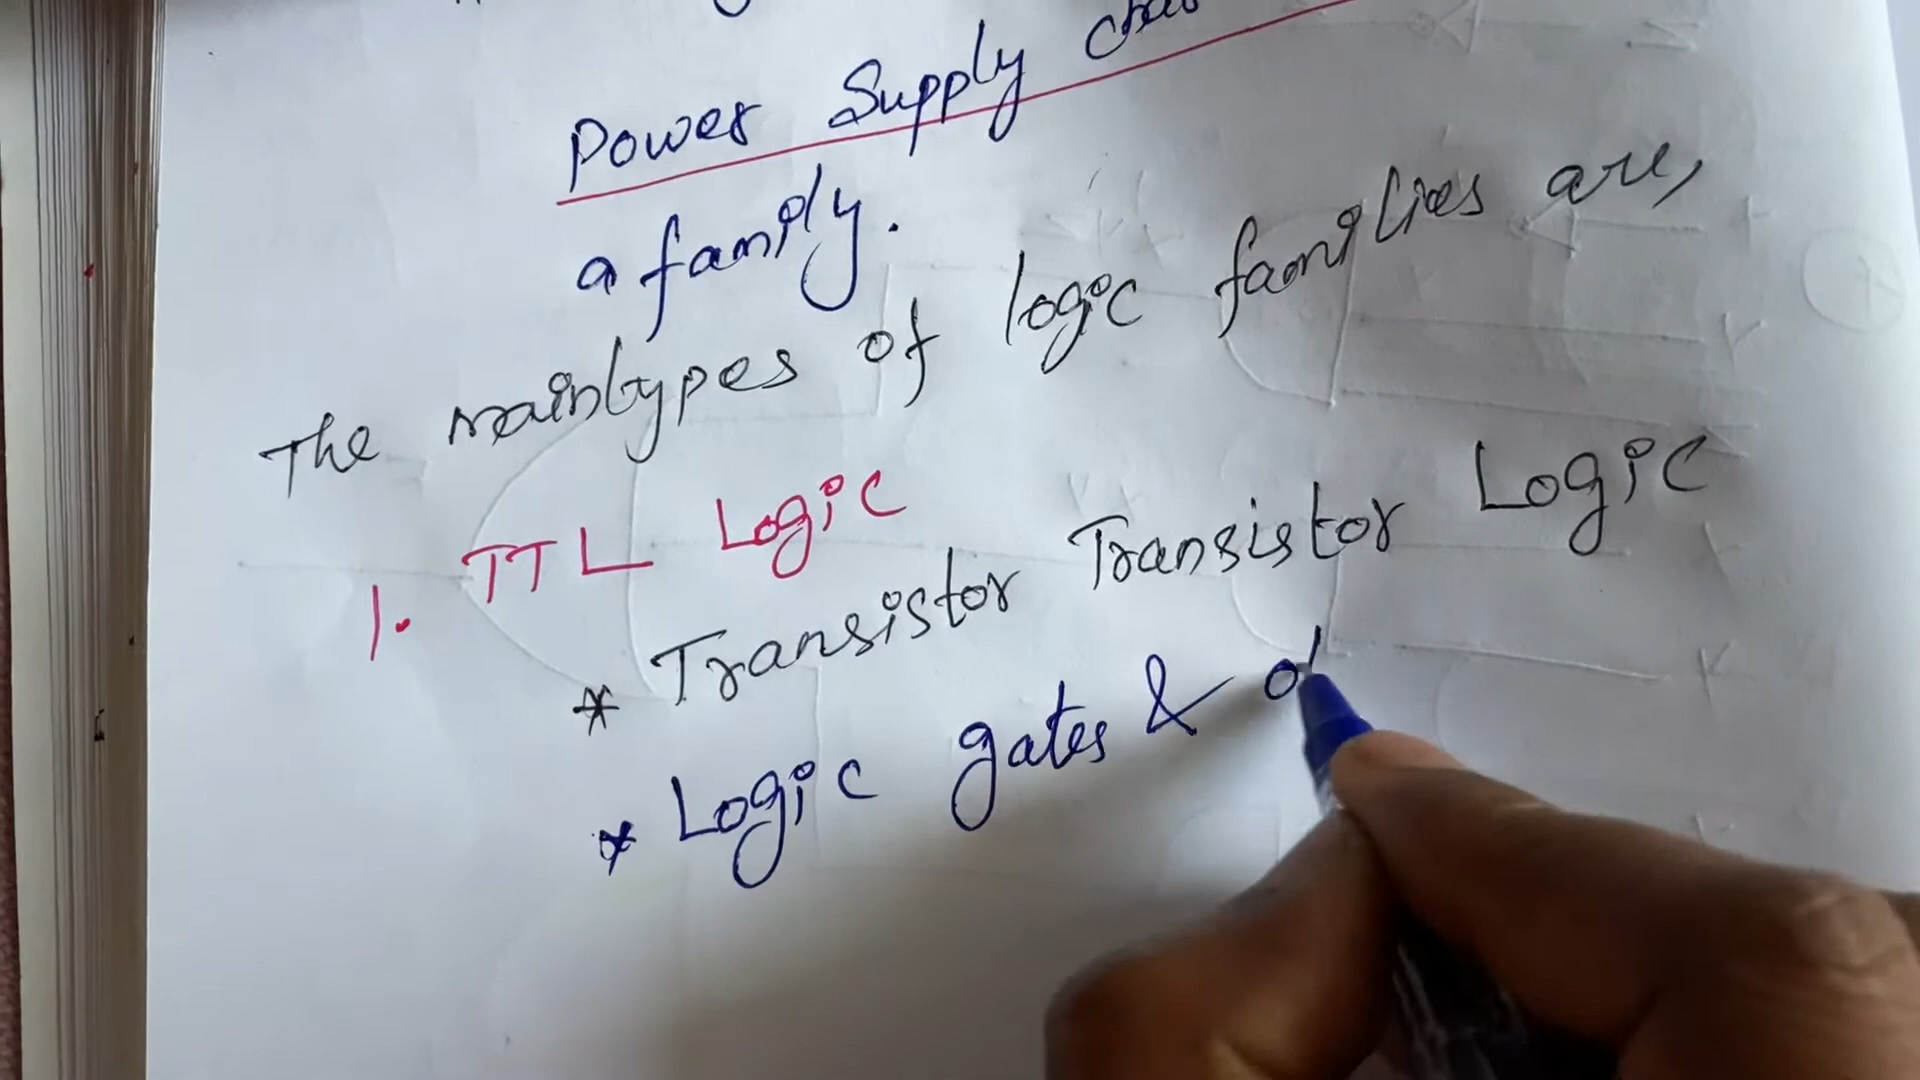 Power Supply
a family.
The maintypes of logic families are,
1. TTL Logic
* Transistor Transistor Logic
* Logic gates &